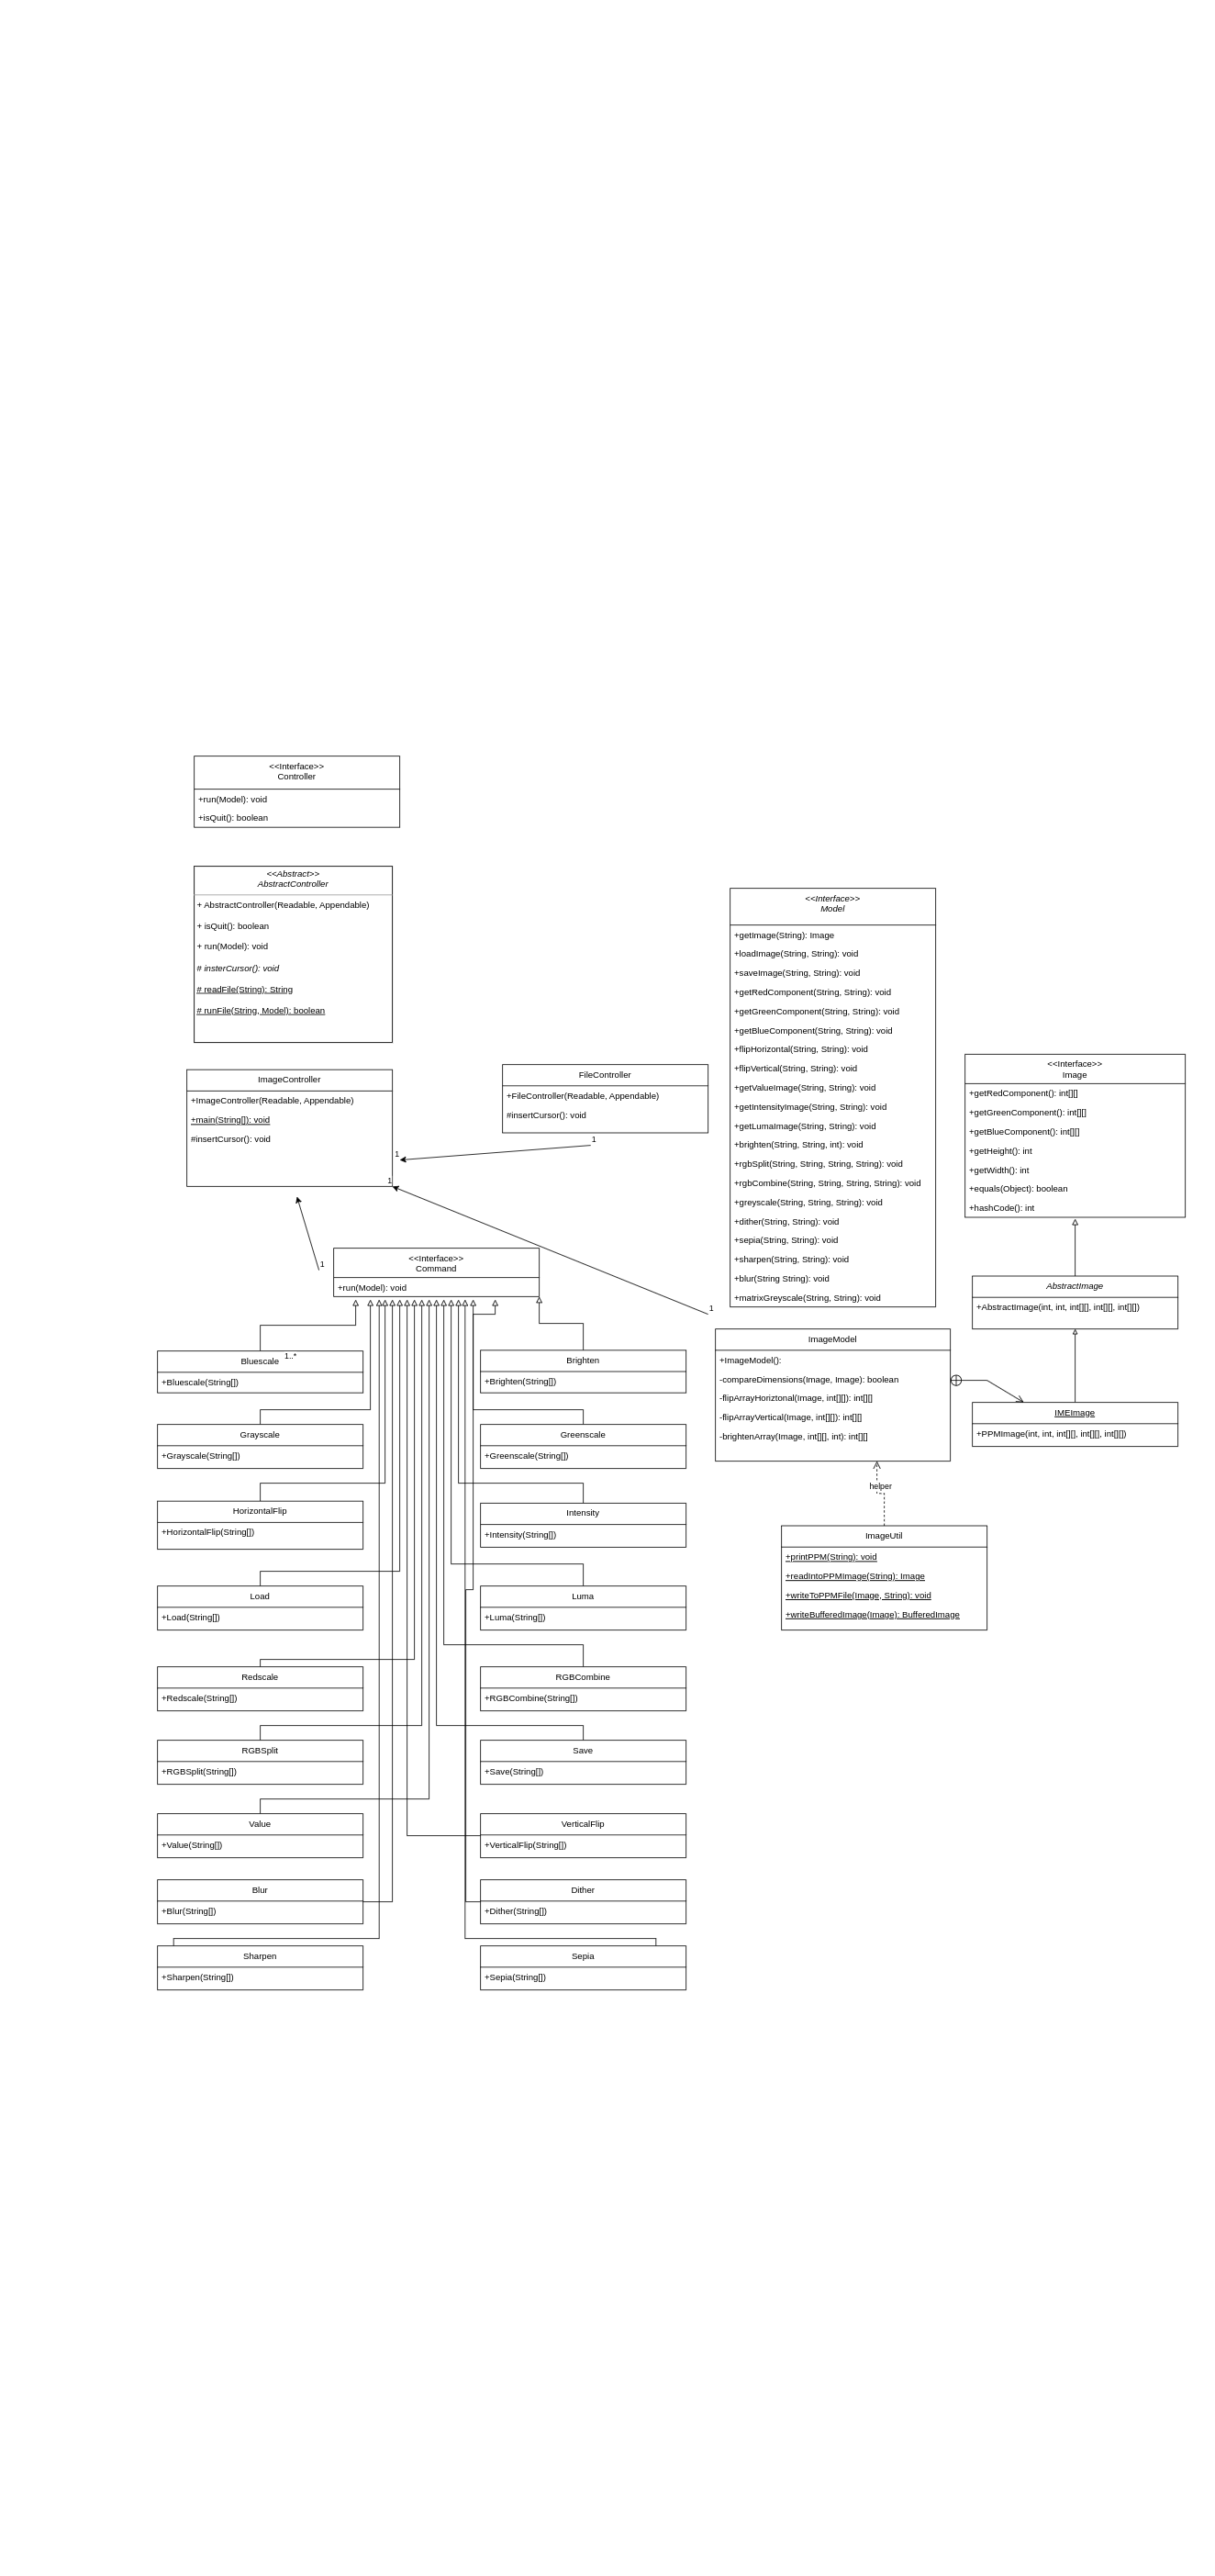 <<Interface>>
Controller
+run(Model): void
+isQuit(): boolean
<<Abstract>>
AbstractController
+ AbstractController(Readable, Appendable)
+ isQuit(): boolean
+ run(Model): void
# insterCursor(): void
# readFile(String): String
# runFile(String, Model): boolean
ImageController
+ImageController(Readable, Appendable)
+main(String[]): void
#insertCursor(): void
1
1
FileController
+FileController(Readable, Appendable)
#insertCursor(): void
1
1
<<Interface>>
Command
+run(Model): void
<<Interface>>
Model
+getImage(String): Image
+loadImage(String, String): void
+saveImage(String, String): void
+getRedComponent(String, String): void
+getGreenComponent(String, String): void
+getBlueComponent(String, String): void
+flipHorizontal(String, String): void
+flipVertical(String, String): void
+getValueImage(String, String): void
+getIntensityImage(String, String): void
+getLumaImage(String, String): void
+brighten(String, String, int): void
+rgbSplit(String, String, String, String): void
+rgbCombine(String, String, String, String): void
+greyscale(String, String, String): void
+dither(String, String): void
+sepia(String, String): void
+sharpen(String, String): void
+blur(String String): void
+matrixGreyscale(String, String): void
1
<<Interface>>
Image
+getRedComponent: int[][]
+getGreenComponent(): int[][]
+getBlueComponent(): int[][]
+getHeight(): int
+getWidth(): int
+equals(Object): boolean
+hashCode(): int
AbstractImage
+AbstractImage(int, int, int[][], int[][], int[][])
ImageModel
+ImageModel():
-compareDimensions(Image, Image): boolean
-flipArrayHoriztonal(Image, int[][]): int[][]
-flipArrayVertical(Image, int[][]): int[][]
-brightenArray(Image, int[][], int): int[][]
IMEImage
+PPMImage(int, int, int[][], int[][], int[][])
helper
ImageUtil
+printPPM(String): void
+readIntoPPMImage(String): Image
+writeToPPMFile(Image, String): void
+writeBufferedImage(Image): BufferedImage
Bluescale
1..*
+Bluescale(String[])
Brighten
+Brighten(String[])
Grayscale
+Grayscale(String[])
Greenscale
+Greenscale(String[])
HorizontalFlip
+HorizontalFlip(String[])
Intensity
+Intensity(String[])
Load
+Load(String[])
Luma
+Luma(String[])
Redscale
+Redscale(String[])
RGBCombine
+RGBCombine(String[])
RGBSplit
+RGBSplit(String[])
Save
+Save(String[])
Value
+Value(String[])
VerticalFlip
+VerticalFlip(String[])
Blur
+Blur(String[])
Dither
+Dither(String[])
Sharpen
+Sharpen(String[])
Sepia
+Sepia(String[])